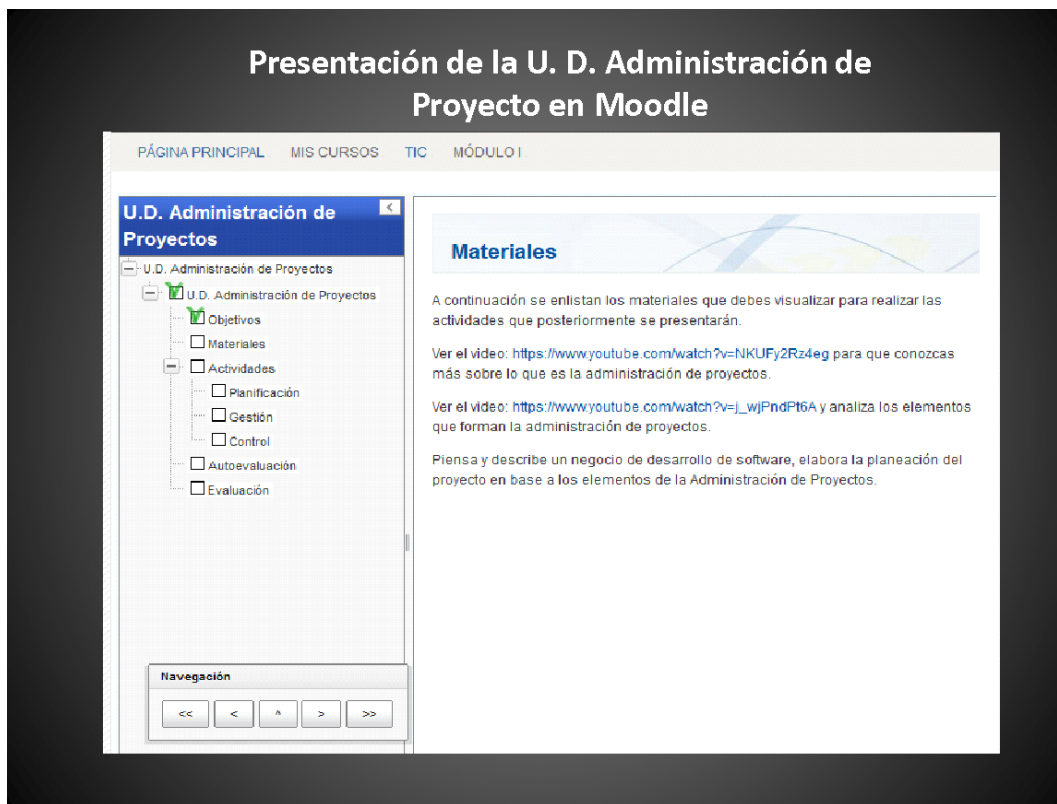 Presentación de la U. D. Administración de
Proyecto en Moodle
PÁGINA PRINCIPAL MIS CURSOS TIC MÓDULO I
U.D. Administración de
Proyectos
<
U.D. Administración de Proyectos
U.D. Administración de Proyectos
Objetivos
Materiales
Actividades
Planificación
Gestión
Control
Autoevaluación
Evaluación
Navegación
<< < ^ > >>
Materiales
A continuación se enlistan los materiales que debes visualizar para realizar las
actividades que posteriormente se presentarán.
Ver el video: https://www.youtube.com/watch?v=NKUFy2Rz4eg para que conozcas
más sobre lo que es la administración de proyectos.
Ver el video: https://www.youtube.com/watch?v=j_wjPndPt6A y analiza los elementos
que forman la administración de proyectos.
Piensa y describe un negocio de desarrollo de software, elabora la planeación del
proyecto en base a los elementos de la Administración de Proyectos.